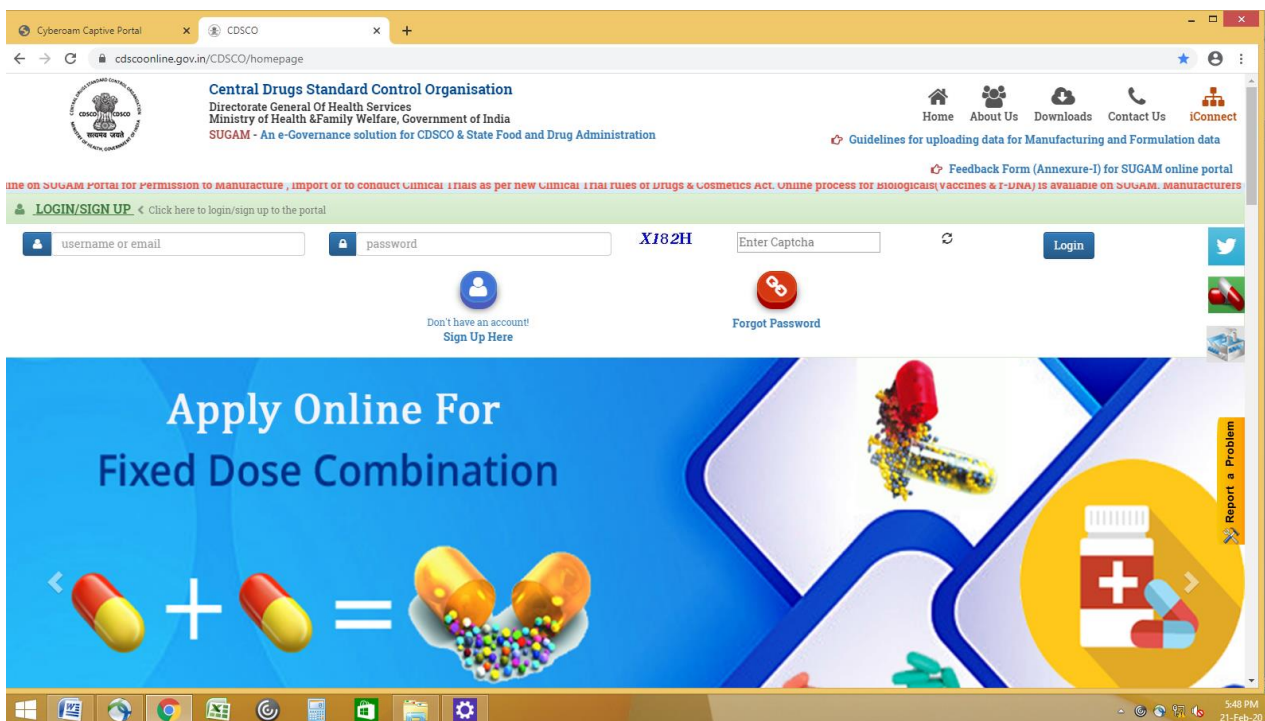 Cyberoam Captive Portal
CDSCO
cdscoonline.gov.in/CDSCO/homepage
CDSCO CDSCO
सत्यमेव जयते
Central Drugs Standard Control Organisation
Directorate General Of Health Services
Ministry of Health &Family Welfare, Government of India
SUGAM - An e-Governance solution for CDSCO & State Food and Drug Administration
Home About Us Downloads Contact Us iConnect
Guidelines for uploading data for Manufacturing and Formulation data
Feedback Form (Annexure-I) for SUGAM online portal
ine on SUGAM Portal for Permission to Manufacture , Import or to conduct Clinical Trials as per new Clinical Trial rules of Drugs & Cosmetics Act. Online process for Biologicals(Vaccines & r-DNA) is available on SUGAM. Manufacturers
LOGIN/SIGN UP < Click here to login/sign up to the portal
username or email
password
X182H
Enter Captcha
Login
Don't have an account!
Sign Up Here
Forgot Password
Apply Online For
Fixed Dose Combination
+ =
Report a Problem
5:48 PM
21-Feb-20